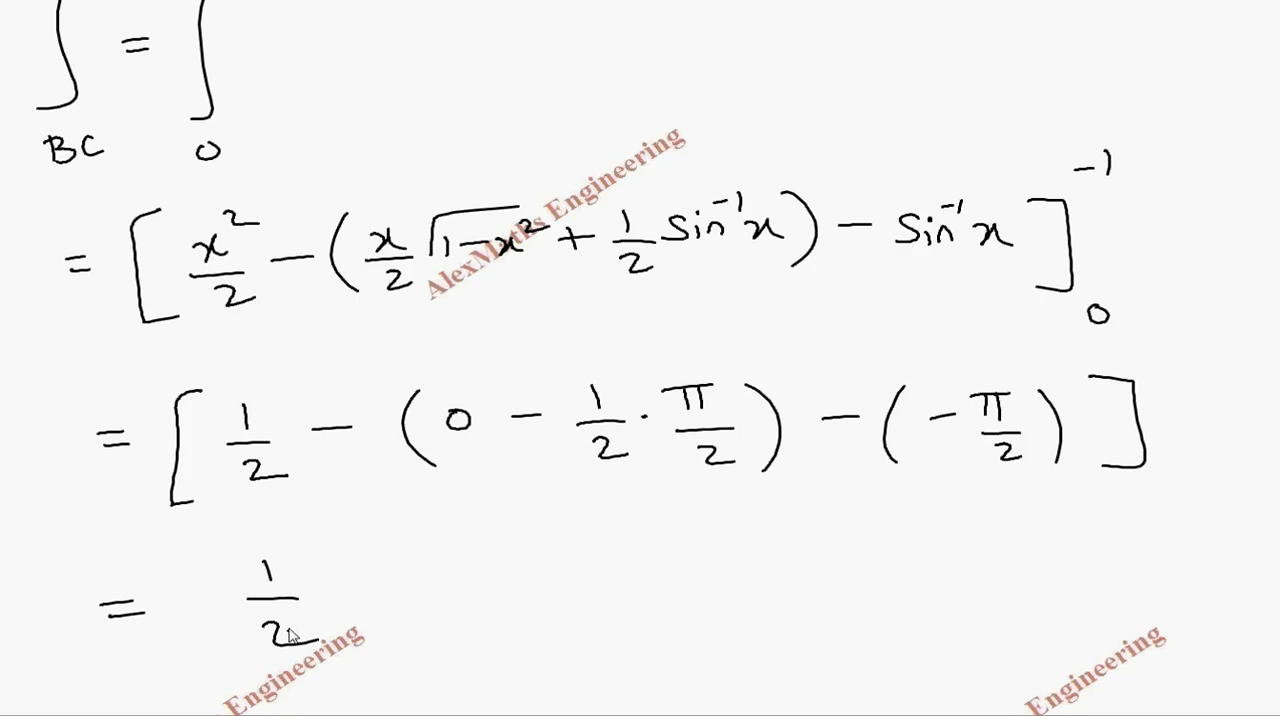 ∫ = ∫
BC 0
= [ x²/2 − ( x/2 √1−x² + 1/2 sin⁻¹x ) − sin⁻¹x ]₀⁻¹
= [ 1/2 − ( 0 − 1/2 · π/2 ) − ( − π/2 ) ]
= 1/2
AlexMaths Engineering
Engineering
Engineering